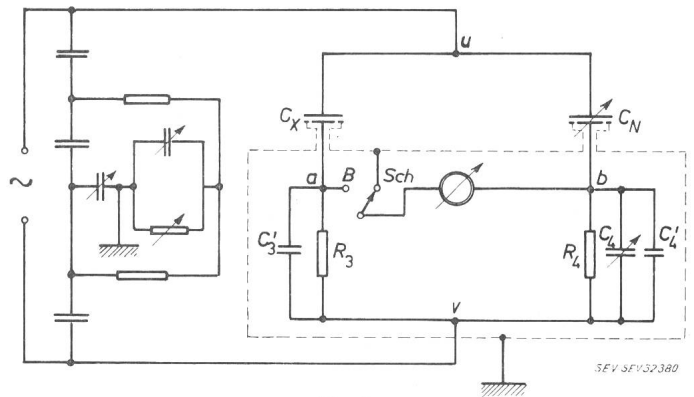 u
C_X
C_N
a
B
Sch
b
C'_3
R_3
R_4
C_4
C'_4
v
~
SEV SEV32380